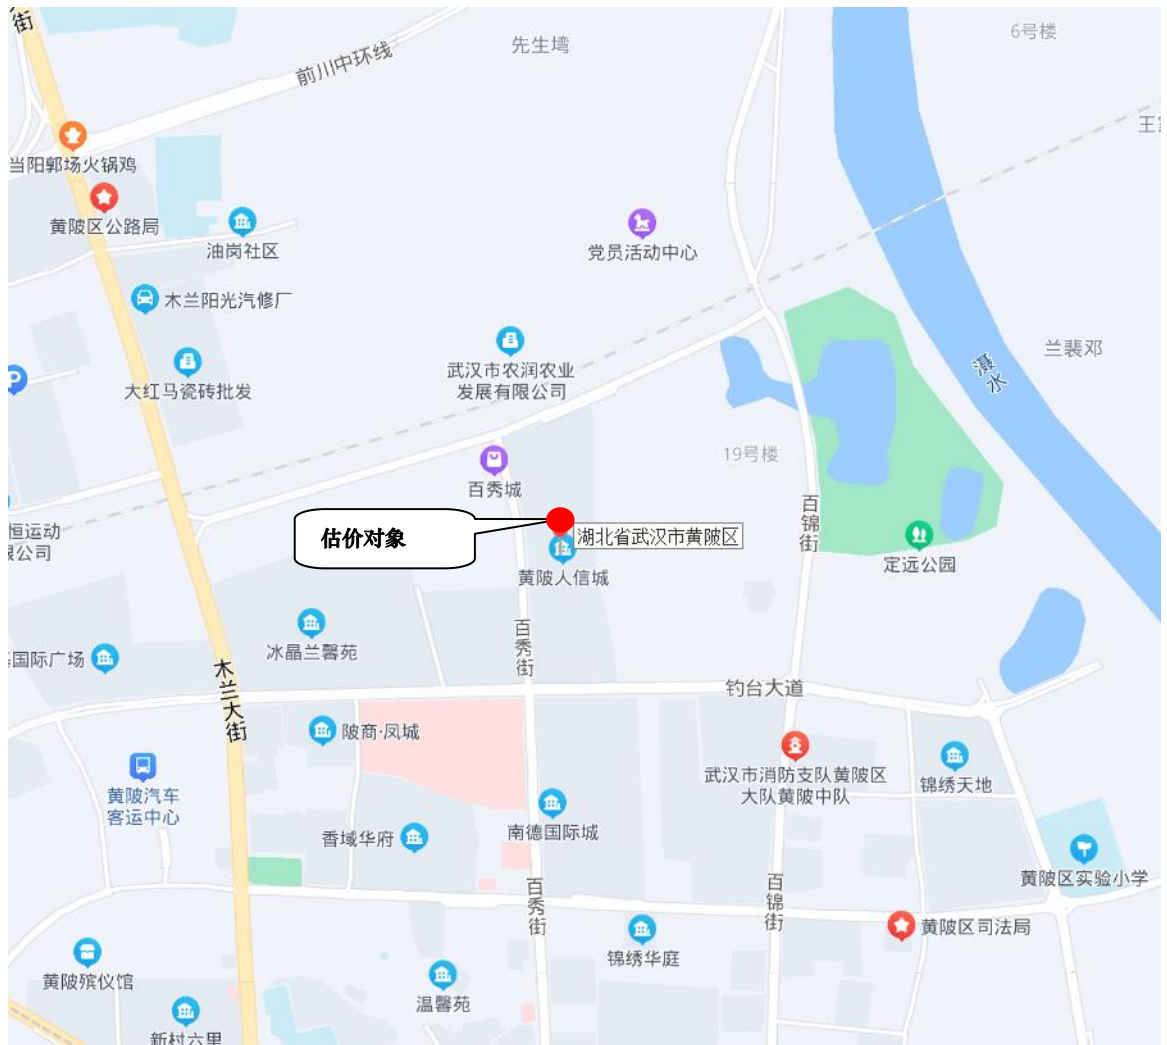 街
前川中环线
先生塆
6号楼
当阳郭场火锅鸡
黄陂区公路局
油岗社区
党员活动中心
木兰阳光汽修厂
大红马瓷砖批发
P
武汉市农润农业
发展有限公司
兰裴邓
滠水
19号楼
百秀城
百锦街
恒运动
限公司
估价对象
湖北省武汉市黄陂区
黄陂人信城
定远公园
冰晶兰馨苑
百秀街
国际广场
木兰大街
钓台大道
陂商·凤城
武汉市消防支队黄陂区
大队黄陂中队
锦绣天地
黄陂汽车
客运中心
香域华府
南德国际城
黄陂区实验小学
百秀街
百锦街
黄陂区司法局
锦绣华庭
黄陂殡仪馆
温馨苑
新村六里